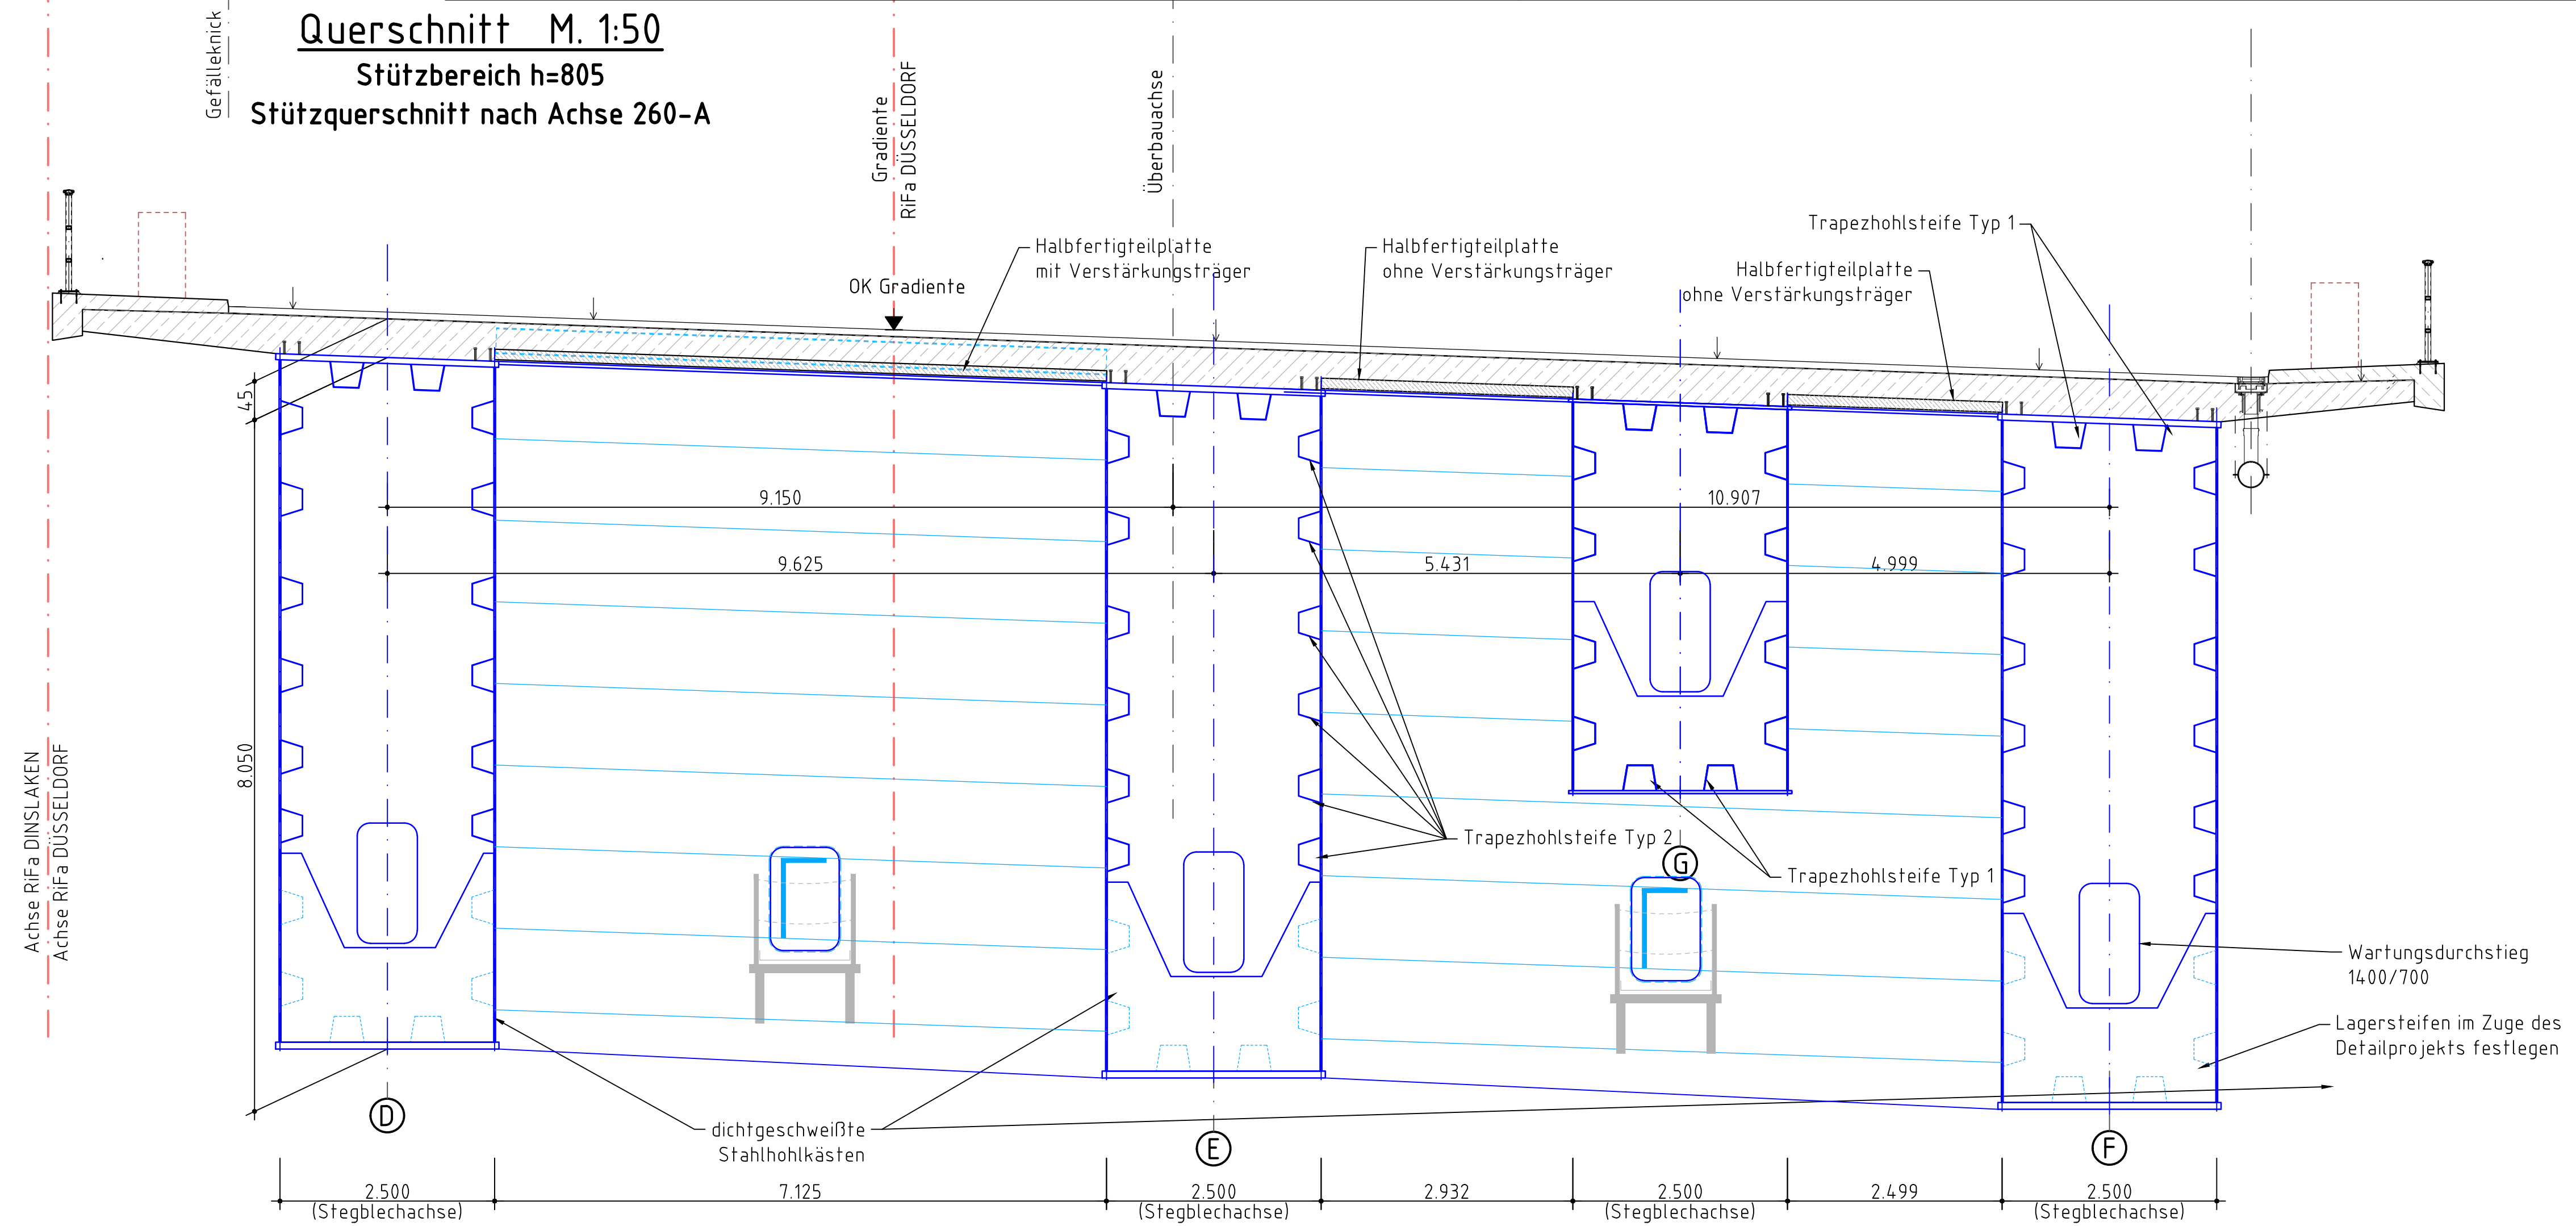 Querschnitt M. 1:50
Stützbereich h=805
Stützquerschnitt nach Achse 260-A
Gefälleknick
Gradiente
RiFa DÜSSELDORF
Überbauachse
OK Gradiente
Halbfertigteilplatte
mit Verstärkungsträger
Halbfertigteilplatte
ohne Verstärkungsträger
Trapezhohlsteife Typ 1
Halbfertigteilplatte
ohne Verstärkungsträger
45
9.150
10.907
9.625
5.431
4.999
8.050
Achse RiFa DINSLAKEN
Achse RiFa DÜSSELDORF
Trapezhohlsteife Typ 2
G
Trapezhohlsteife Typ 1
Wartungsdurchstieg
1400/700
Lagersteifen im Zuge des
Detailprojekts festlegen
D
dichtgeschweißte
Stahlhohlkästen
E
F
2.500
(Stegblechachse)
7.125
2.500
(Stegblechachse)
2.932
2.500
(Stegblechachse)
2.499
2.500
(Stegblechachse)